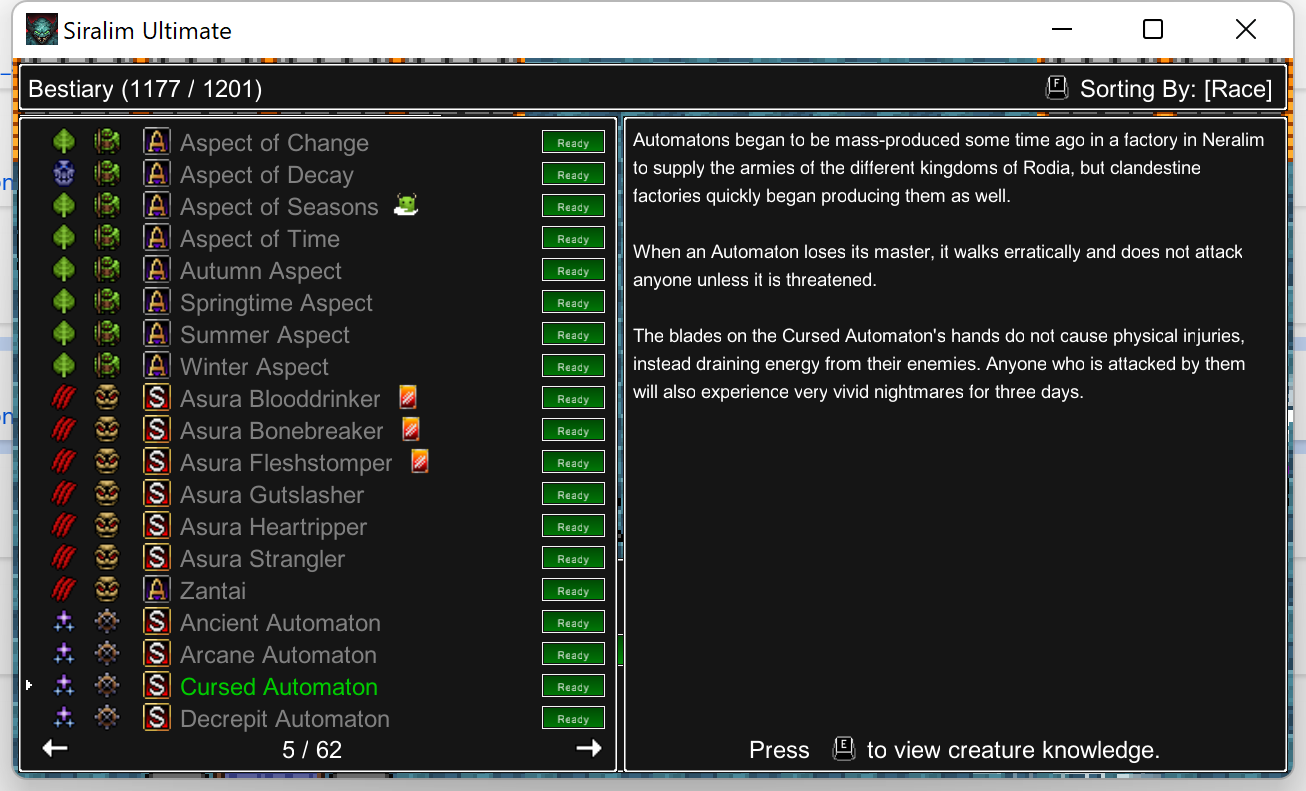 Siralim Ultimate
Bestiary (1177 / 1201)
F Sorting By: [Race]
A Aspect of Change Ready
A Aspect of Decay Ready
A Aspect of Seasons Ready
A Aspect of Time Ready
A Autumn Aspect Ready
A Springtime Aspect Ready
A Summer Aspect Ready
A Winter Aspect Ready
S Asura Blooddrinker Ready
S Asura Bonebreaker Ready
S Asura Fleshstomper Ready
S Asura Gutslasher Ready
S Asura Heartripper Ready
S Asura Strangler Ready
A Zantai Ready
S Ancient Automaton Ready
S Arcane Automaton Ready
S Cursed Automaton Ready
S Decrepit Automaton Ready
5 / 62
Automatons began to be mass-produced some time ago in a factory in Neralim
to supply the armies of the different kingdoms of Rodia, but clandestine
factories quickly began producing them as well.
When an Automaton loses its master, it walks erratically and does not attack
anyone unless it is threatened.
The blades on the Cursed Automaton's hands do not cause physical injuries,
instead draining energy from their enemies. Anyone who is attacked by them
will also experience very vivid nightmares for three days.
Press E to view creature knowledge.